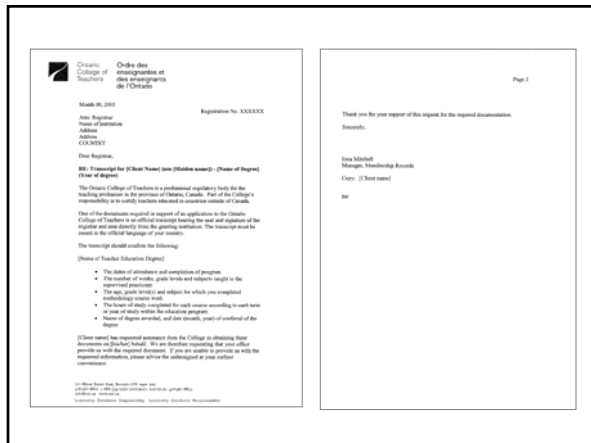 Ontario
College of
Teachers
Ordre des
enseignantes et
des enseignants
de l'Ontario
Month 00, 2005
Registration No. XXXXXX
Attn: Registrar
Name of Institution
Address
Address
COUNTRY
Dear Registrar,
RE: Transcript for [Client Name] (née [Maiden name]) - [Name of Degree]
(Year of degree)
The Ontario College of Teachers is a professional regulatory body for the
teaching profession in the province of Ontario, Canada. Part of the College's
responsibility is to certify teachers educated in countries outside of Canada.
One of the documents required in support of an application to the Ontario
College of Teachers is an official transcript bearing the seal and signature of the
registrar and sent directly from the granting institution. The transcript must be
issued in the official language of your country.
The transcript should confirm the following:
[Name of Teacher Education Degree]
• The dates of attendance and completion of program
• The number of weeks, grade levels and subjects taught in the
supervised practicum
• The age, grade level(s) and subject for which you completed
methodology course work
• The hours of study completed for each course according to each term
or year of study within the education program
• Name of degree awarded, and date (month, year) of conferral of the
degree
[Client name] has requested assistance from the College in obtaining these
documents on [his/her] behalf. We are therefore requesting that your office
provide us with the required document. If you are unable to provide us with the
requested information, please advise the undersigned at your earliest
convenience.
Page 2
Thank you for your support of this request for the required documentation.
Sincerely,
Mitchell
Manager, Membership Records
Copy: [Client name]